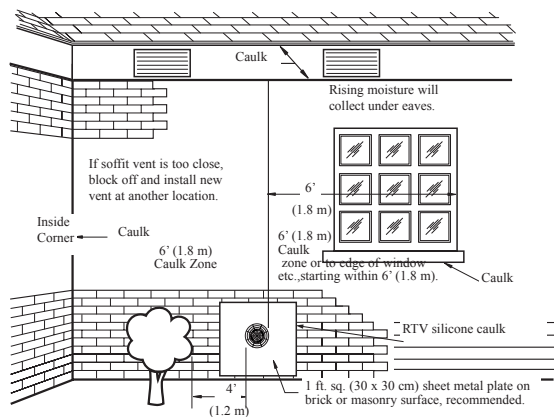 Caulk
Rising moisture will
collect under eaves.
If soffit vent is too close,
block off and install new
vent at another location.
6’
(1.8 m)
Inside
Corner
Caulk
6’ (1.8 m)
Caulk Zone
6’ (1.8 m)
Caulk
zone or to edge of window
etc.,starting within 6’ (1.8 m).
Caulk
RTV silicone caulk
4’
(1.2 m)
1 ft. sq. (30 x 30 cm) sheet metal plate on
brick or masonry surface, recommended.